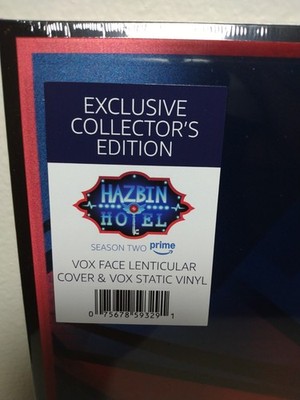 EXCLUSIVE
COLLECTOR'S
EDITION
HAZBIN
HOTEL
SEASON TWO prime
VOX FACE LENTICULAR
COVER & VOX STATIC VINYL
0 75678 59329 1